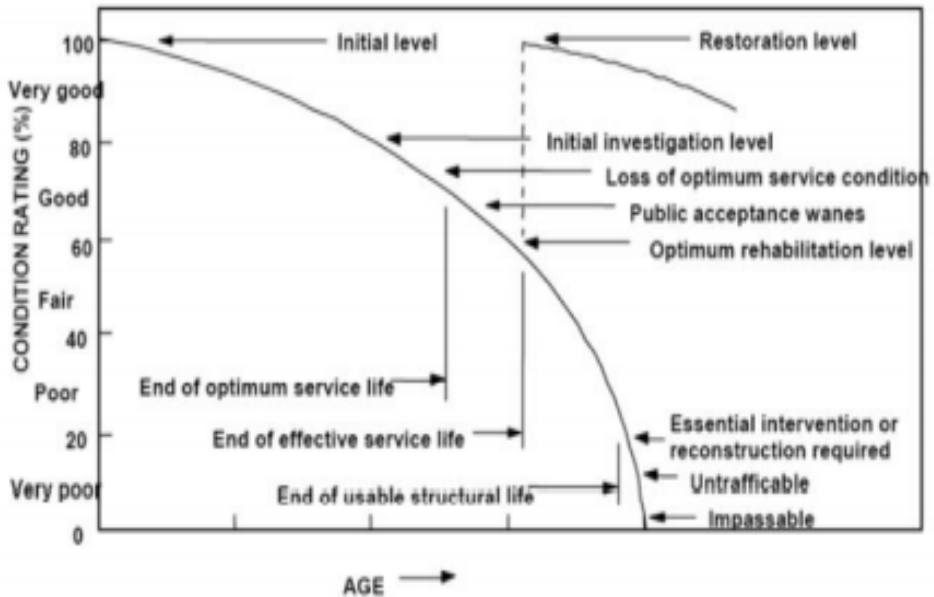 100
Initial level
Restoration level
Very good
80
Initial investigation level
Loss of optimum service condition
Good
Public acceptance wanes
60
Optimum rehabilitation level
CONDITION RATING (%)
Fair
40
End of optimum service life
Poor
20
End of effective service life
Essential intervention or
reconstruction required
Very poor
End of usable structural life
Untrafficable
0
Impassable
AGE